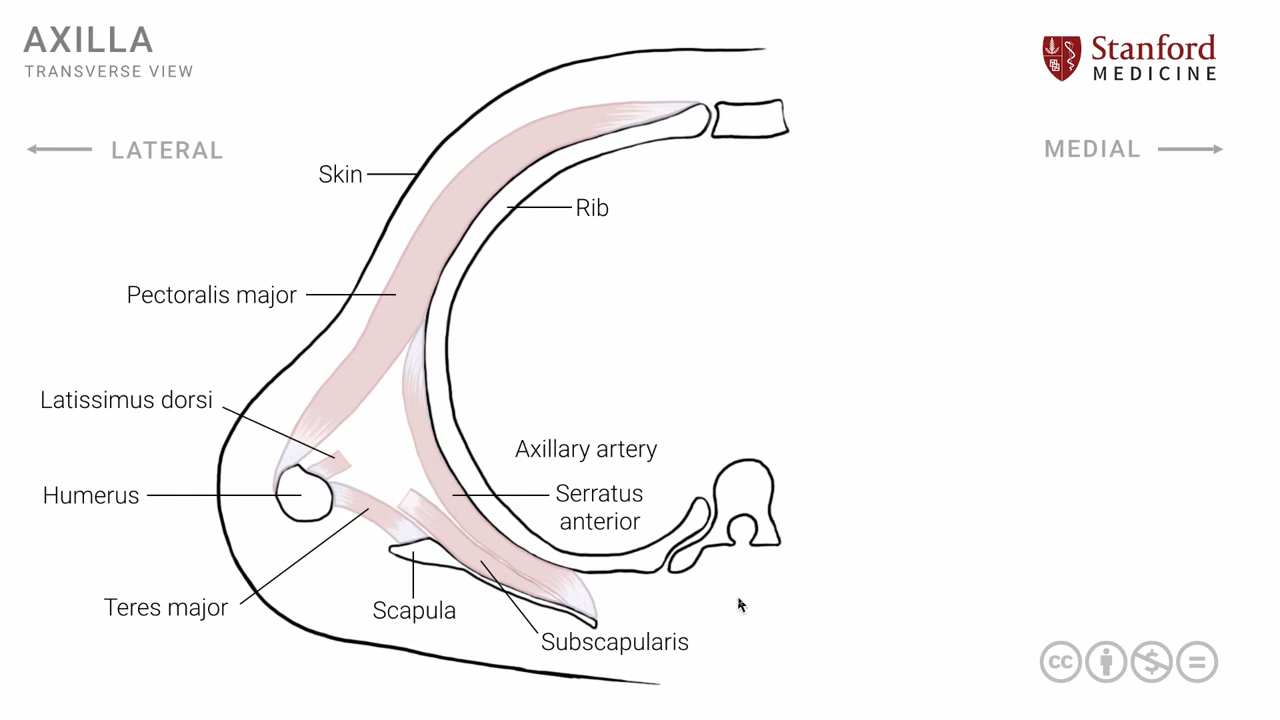 AXILLA
TRANSVERSE VIEW
Stanford
MEDICINE
LATERAL
MEDIAL
Skin
Rib
Pectoralis major
Latissimus dorsi
Axillary artery
Humerus
Serratus
anterior
Teres major
Scapula
Subscapularis
cc